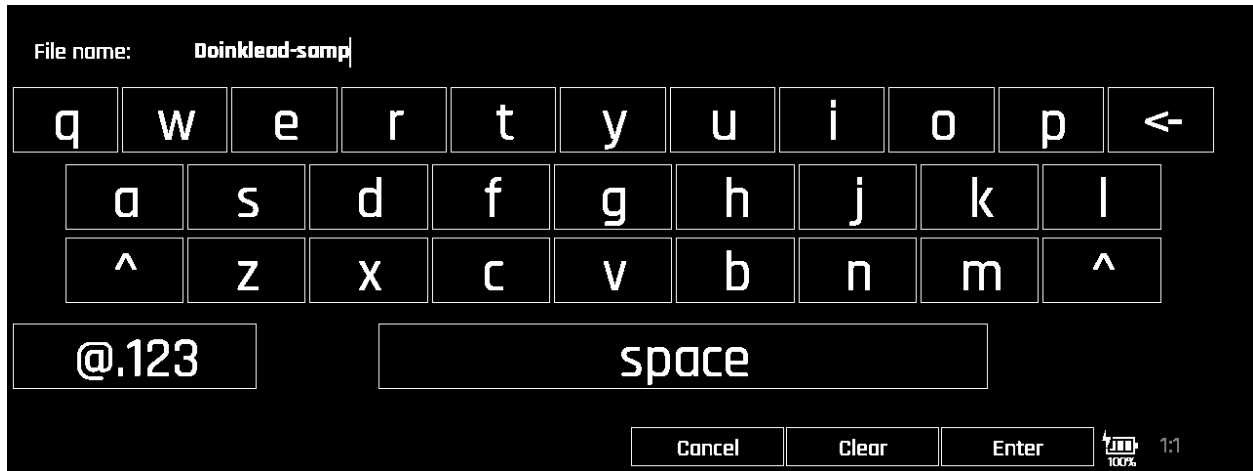 File name: Doinklead-samp
q w e r t y u i o p <-
a s d f g h j k l
^ z x c v b n m ^
@.123 space
Cancel Clear Enter 100% 1:1